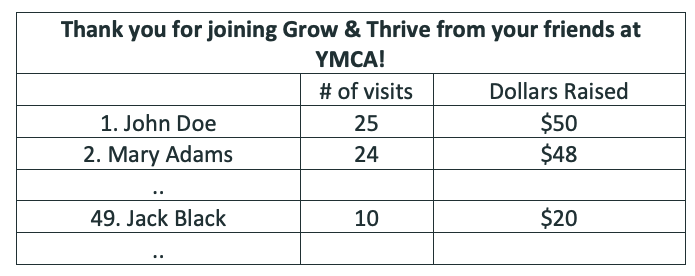 Thank you for joining Grow & Thrive from your friends at
YMCA!
# of visits Dollars Raised
1. John Doe 25 $50
2. Mary Adams 24 $48
..
49. Jack Black 10 $20
..